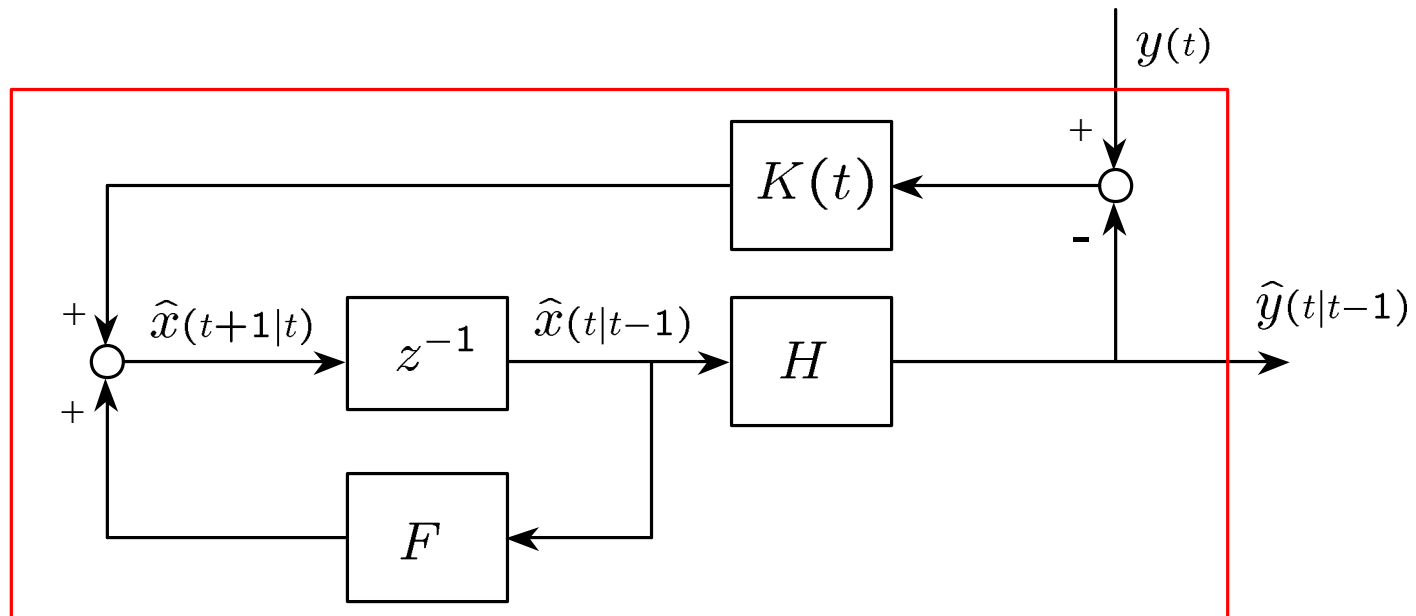 y(t)
+
K(t)
-
+
x̂(t+1|t)
z⁻¹
x̂(t|t−1)
H
ŷ(t|t−1)
+
F